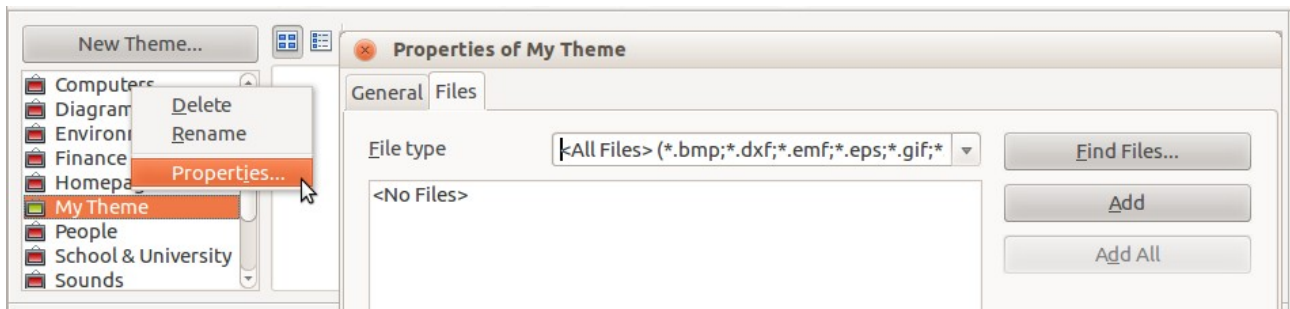 New Theme...
Computers
Diagram
Environ
Finance
Homepa
My Theme
People
School & University
Sounds
Delete
Rename
Properties...
Properties of My Theme
General Files
File type
<All Files> (*.bmp;*.dxf;*.emf;*.eps;*.gif;*
Find Files...
<No Files>
Add
Add All